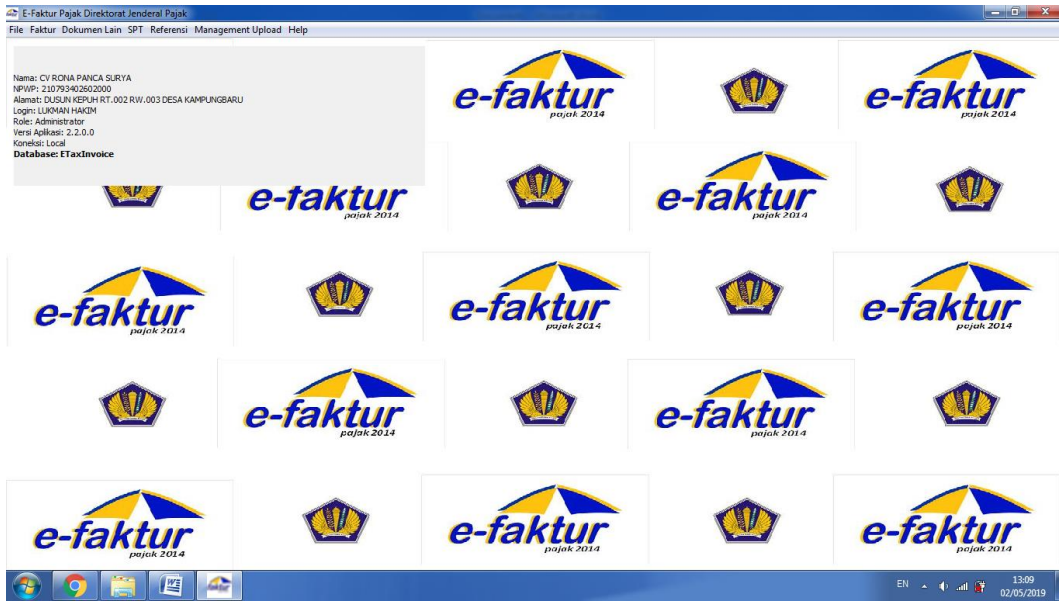 E-Faktur Pajak Direktorat Jenderal Pajak
File Faktur Dokumen Lain SPT Referensi Management Upload Help
Nama: CV RONA PANCA SURYA
NPWP: 210793402602000
Alamat: DUSUN KEPUH RT.002 RW.003 DESA KAMPUNGBARU
Login: LUKMAN HAKIM
Role: Administrator
Versi Aplikasi: 2.2.0.0
Koneksi: Local
Database: ETaxInvoice
e-faktur
pajak 2014
e-faktur
pajak 2014
e-faktur
pajak 2014
e-faktur
pajak 2014
e-faktur
pajak 2014
e-faktur
pajak 2014
e-faktur
pajak 2014
e-faktur
pajak 2014
e-faktur
pajak 2014
e-faktur
pajak 2014
e-faktur
pajak 2014
e-faktur
pajak 2014
EN
13:09
02/05/2019